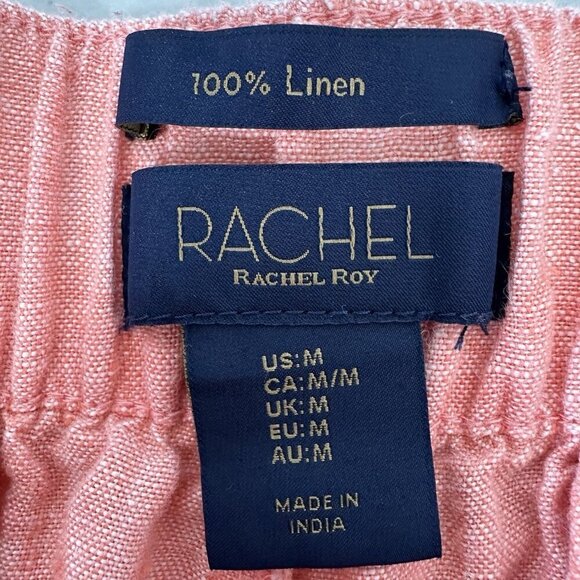 100% Linen
RACHEL
RACHEL ROY
US:M
CA:M/M
UK:M
EU:M
AU:M
MADE IN
INDIA